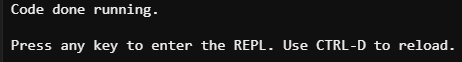 Code done running.
Press any key to enter the REPL. Use CTRL-D to reload.